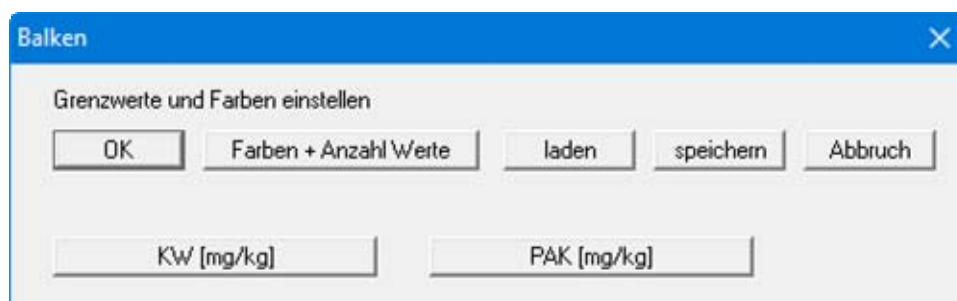 Balken
Grenzwerte und Farben einstellen
OK Farben + Anzahl Werte laden speichern Abbruch
KW [mg/kg] PAK [mg/kg]